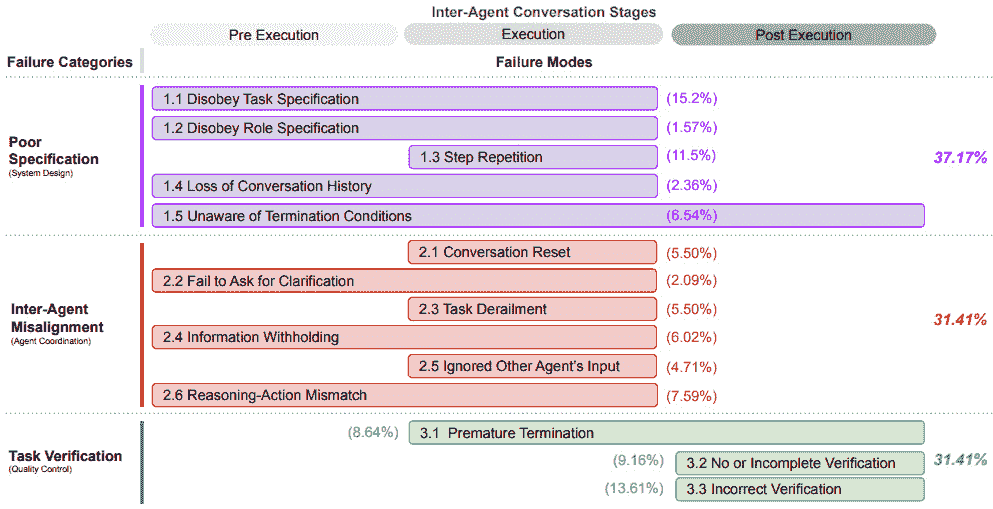 Inter-Agent Conversation Stages
Pre Execution
Execution
Post Execution
Failure Categories
Failure Modes
Poor
Specification
(System Design)
1.1 Disobey Task Specification
(15.2%)
1.2 Disobey Role Specification
(1.57%)
1.3 Step Repetition
(11.5%)
1.4 Loss of Conversation History
(2.36%)
1.5 Unaware of Termination Conditions
(6.54%)
37.17%
Inter-Agent
Misalignment
(Agent Coordination)
2.1 Conversation Reset
(5.50%)
2.2 Fail to Ask for Clarification
(2.09%)
2.3 Task Derailment
(5.50%)
2.4 Information Withholding
(6.02%)
2.5 Ignored Other Agent's Input
(4.71%)
2.6 Reasoning-Action Mismatch
(7.59%)
31.41%
Task Verification
(Quality Control)
(8.64%)
3.1 Premature Termination
(9.16%)
3.2 No or Incomplete Verification
(13.61%)
3.3 Incorrect Verification
31.41%